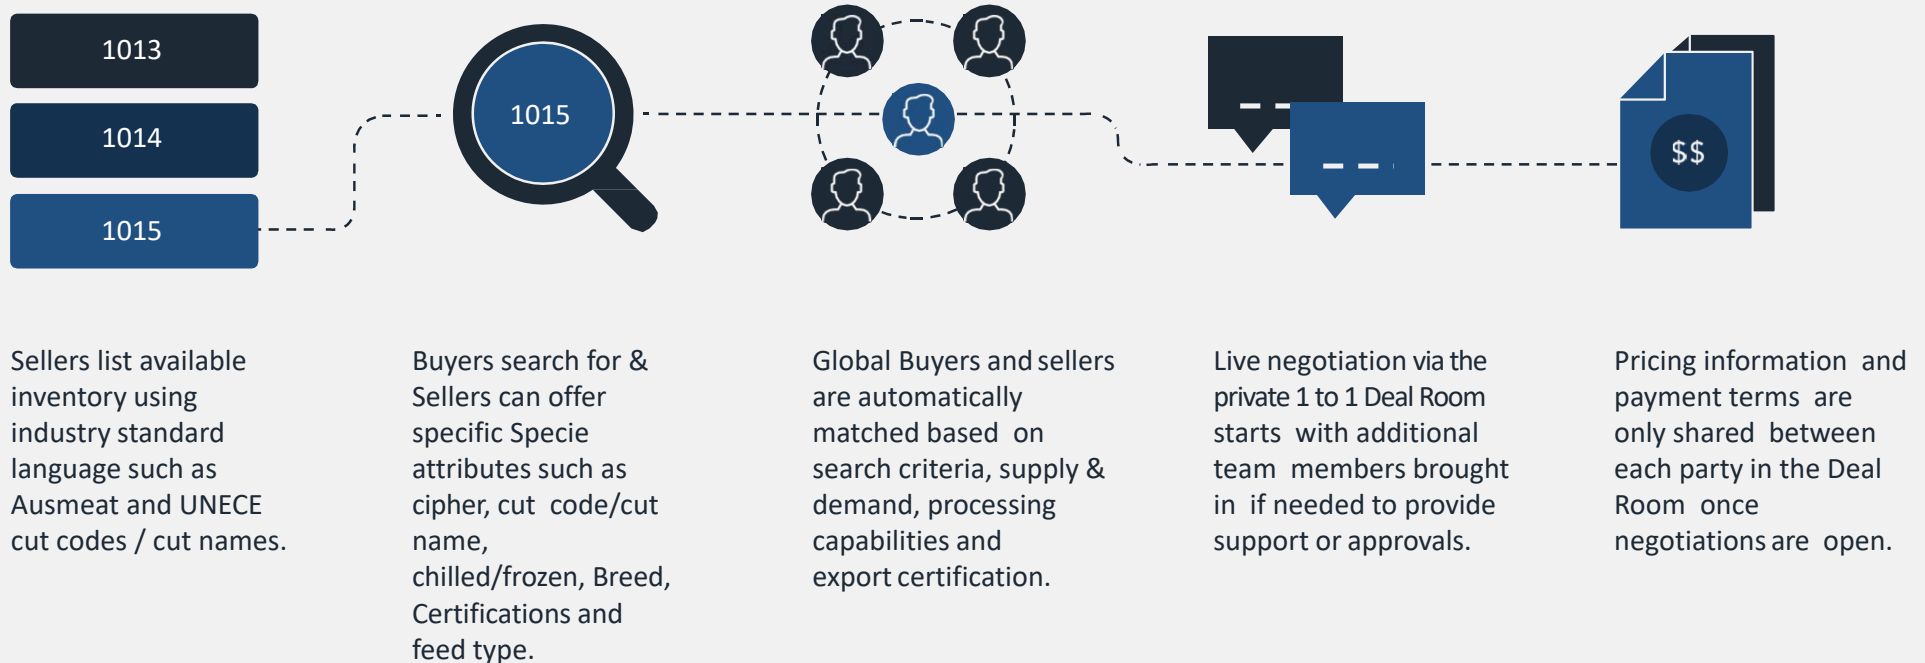 1013
1014
1015
1015
$$
Sellers list available
inventory using
industry standard
language such as
Ausmeat and UNECE
cut codes / cut names.
Buyers search for &
Sellers can offer
specific Specie
attributes such as
cipher, cut code/cut
name,
chilled/frozen, Breed,
Certifications and
feed type.
Global Buyers and sellers
are automatically
matched based on
search criteria, supply &
demand, processing
capabilities and
export certification.
Live negotiation via the
private 1 to 1 Deal Room
starts with additional
team members brought
in if needed to provide
support or approvals.
Pricing information and
payment terms are
only shared between
each party in the Deal
Room once
negotiations are open.